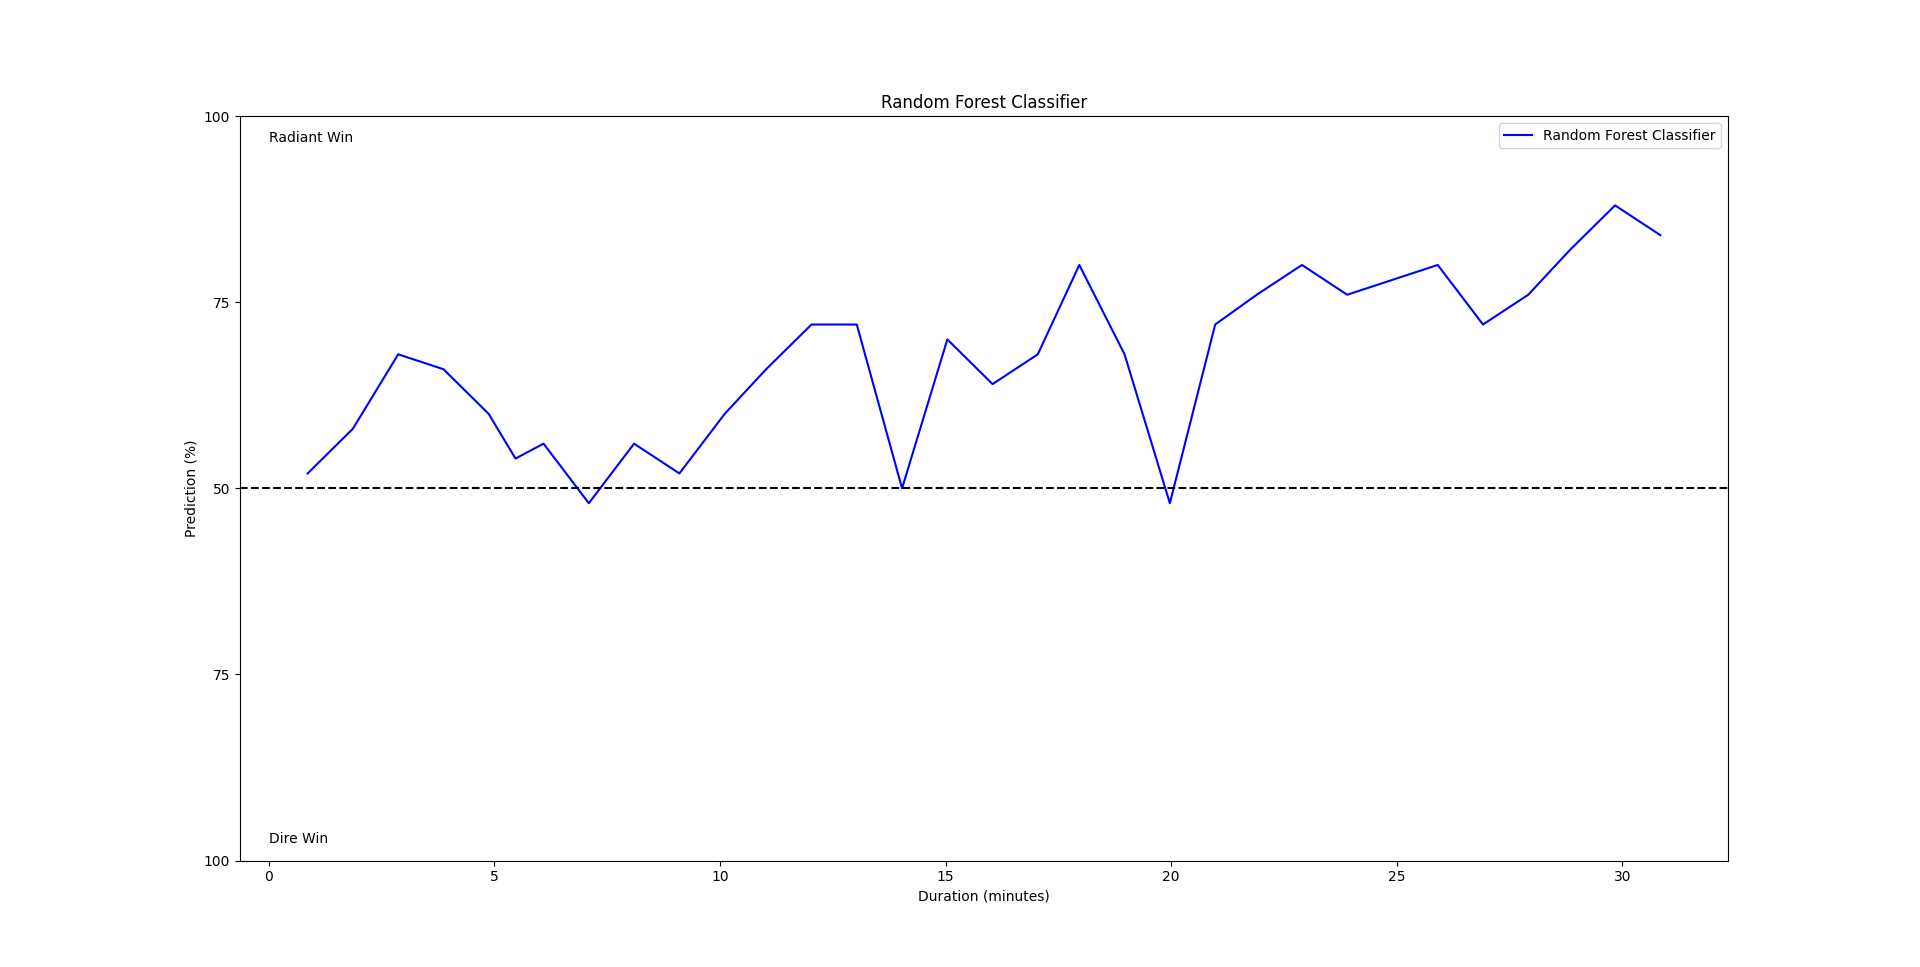 Random Forest Classifier
100
Radiant Win
Random Forest Classifier
75
Prediction (%)
50
75
Dire Win
100
0 5 10 15 20 25 30
Duration (minutes)